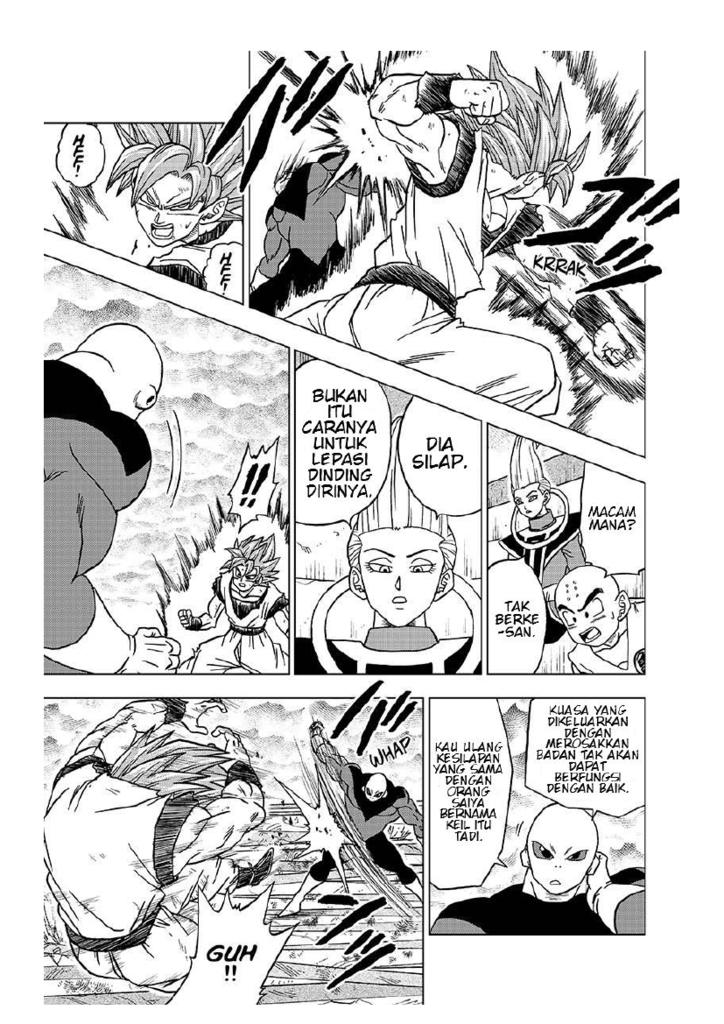 HEE!
HEE!
KRRAK
MACAM
MANA?
TAK
BERKE
-SAN.
DIA
SILAP.
BUKAN
ITU
CARANYA
UNTUK
LEPASI
DINDING
DIRINYA.
!!
KUASA YANG
DIKELUARKAN
DENGAN
MEROSAKKAN
BADAN TAK AKAN
DAPAT
BERFUNGSI
DENGAN BAIK.
KAU ULANG
KESILAPAN
YANG SAMA
DENGAN
ORANG
SAIYA
BERNAMA
KEIL ITU
TADI.
WHAP
GUH
!!